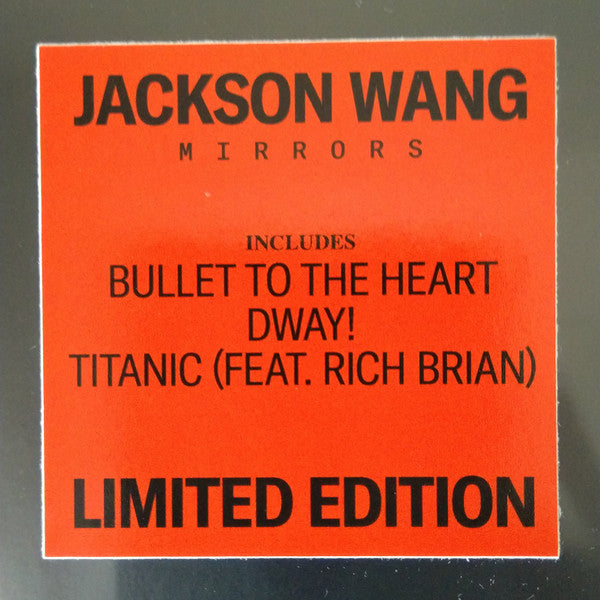 JACKSON WANG
MIRRORS
INCLUDES
BULLET TO THE HEART
DWAY!
TITANIC (FEAT. RICH BRIAN)
LIMITED EDITION